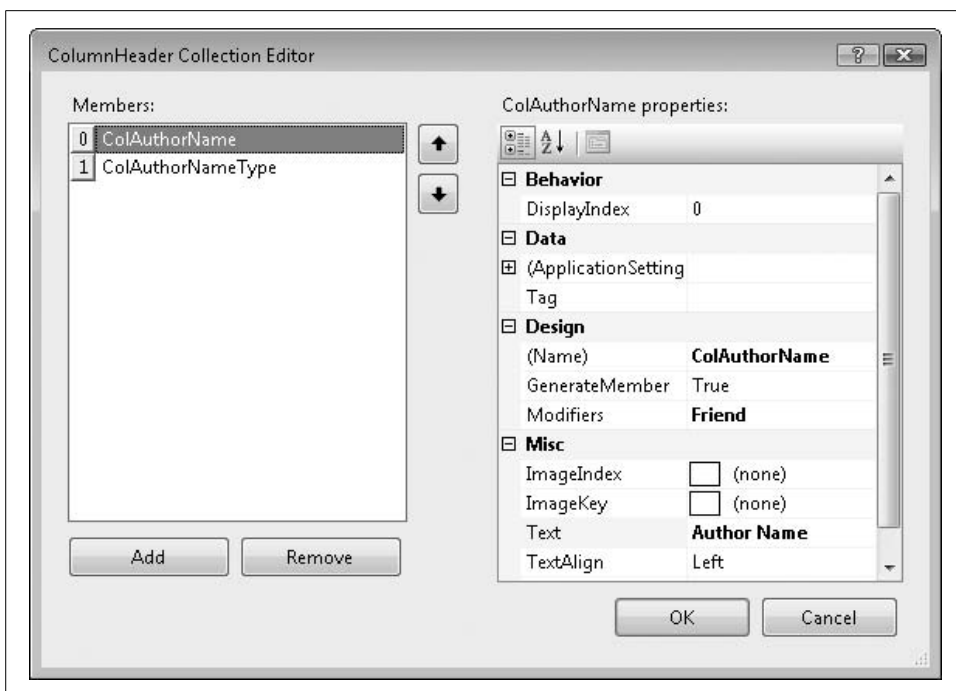 ColumnHeader Collection Editor
Members:
0 ColAuthorName
1 ColAuthorNameType
Add
Remove
ColAuthorName properties:
Behavior
DisplayIndex 0
Data
(ApplicationSetting
Tag
Design
(Name) ColAuthorName
GenerateMember True
Modifiers Friend
Misc
ImageIndex (none)
ImageKey (none)
Text Author Name
TextAlign Left
OK
Cancel